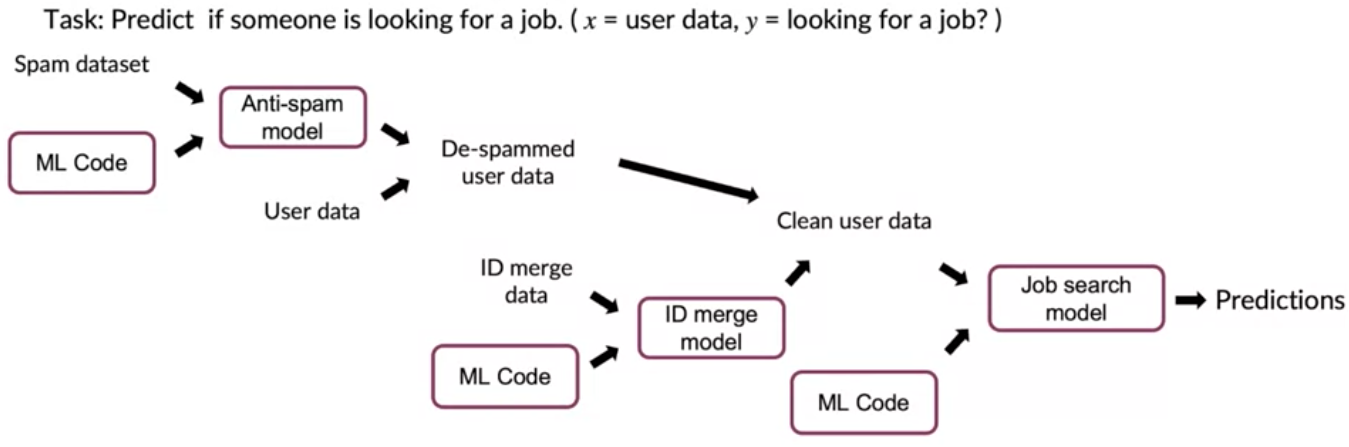 Task: Predict if someone is looking for a job. ( x = user data, y = looking for a job? )
Spam dataset
Anti-spam
model
ML Code
De-spammed
user data
User data
Clean user data
ID merge
data
ID merge
model
ML Code
Job search
model
Predictions
ML Code